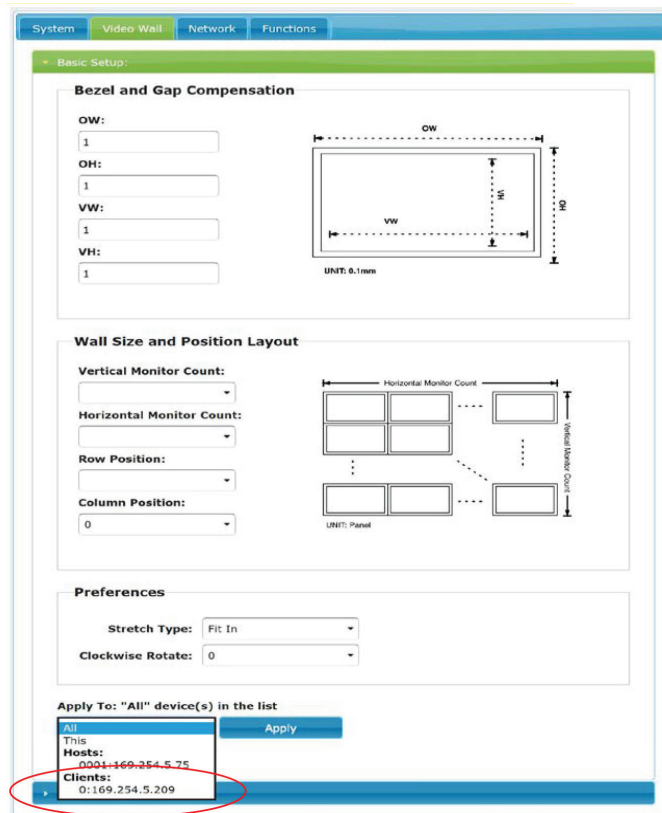 System Video Wall Network Functions
Basic Setup:
Bezel and Gap Compensation
OW:
1
OH:
1
VW:
1
VH:
1
OW
VH
OH
VW
UNIT: 0.1mm
Wall Size and Position Layout
Vertical Monitor Count:
Horizontal Monitor Count:
Row Position:
Column Position:
0
Horizontal Monitor Count
Vertical Monitor Count
UNIT: Panel
Preferences
Stretch Type: Fit In
Clockwise Rotate: 0
Apply To: "All" device(s) in the list
All
Apply
This
Hosts:
0001:169.254.5.75
Clients:
0:169.254.5.209